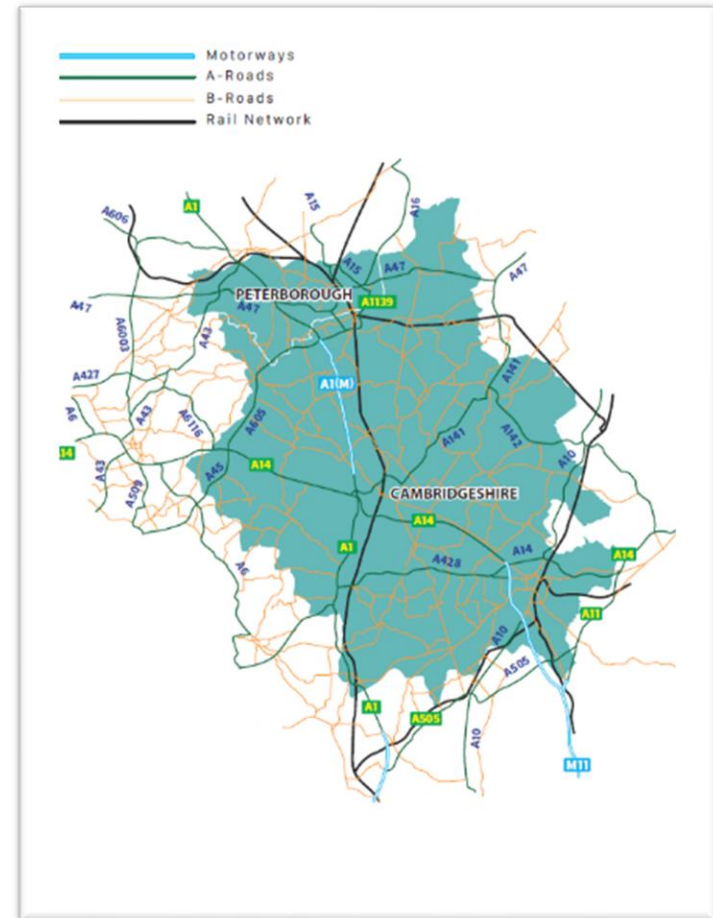 Motorways
A-Roads
B-Roads
Rail Network
A606
A1
A15
A16
A15
A47
A47
PETERBOROUGH
A1139
A47
A47
A6003
A43
A1(M)
A141
A427
A6
A43
A6116
A605
A141
A142
A14
A43
A509
A45
A14
A10
CAMBRIDGESHIRE
A14
A1
A14
A14
A428
A6
A11
A10
A505
A1
A505
A10
M11